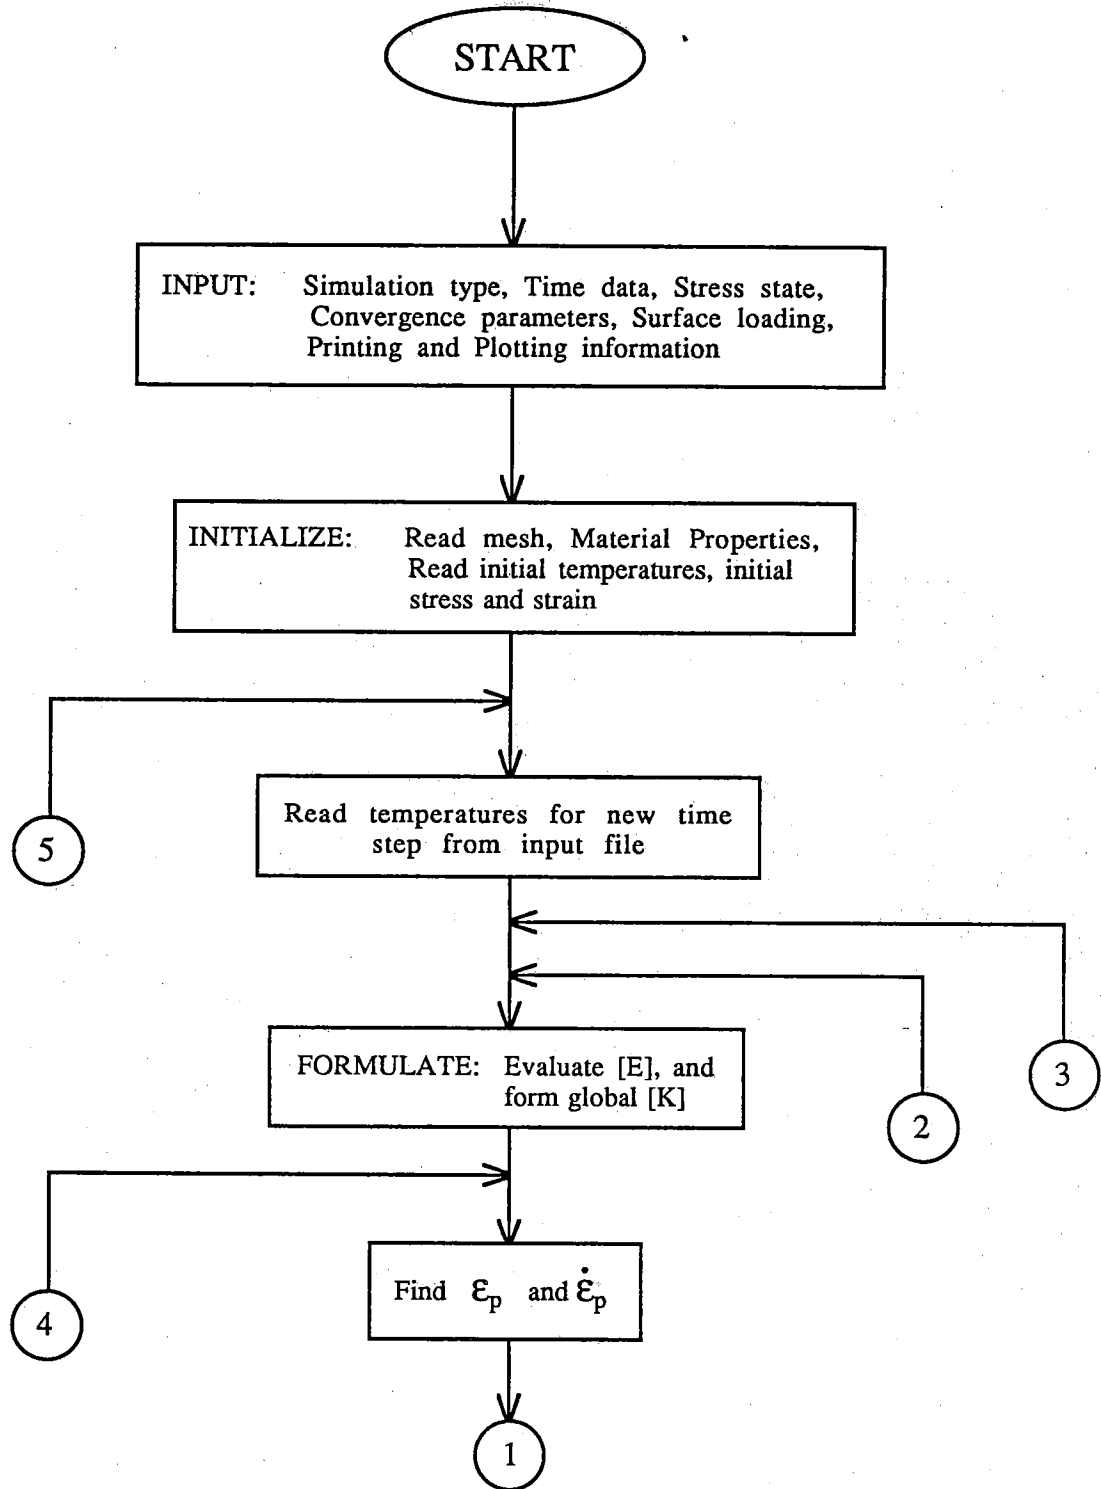 START
INPUT: Simulation type, Time data, Stress state,
Convergence parameters, Surface loading,
Printing and Plotting information
INITIALIZE: Read mesh, Material Properties,
Read initial temperatures, initial
stress and strain
5
Read temperatures for new time
step from input file
3
2
FORMULATE: Evaluate [E], and
form global [K]
4
Find εp and ε̇p
1